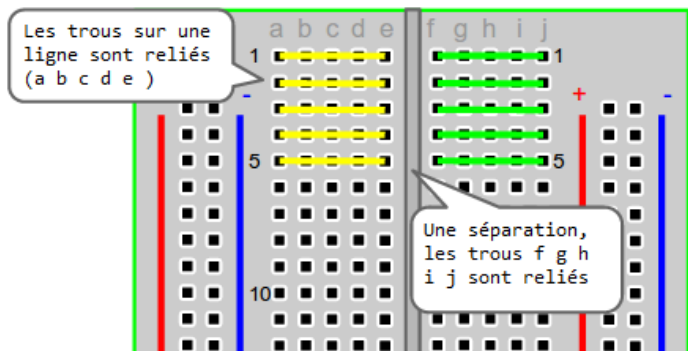 Les trous sur une
ligne sont reliés
(a b c d e )
a b c d e f g h i j
1 1
- + -
5 5
Une séparation,
les trous f g h
i j sont reliés
10